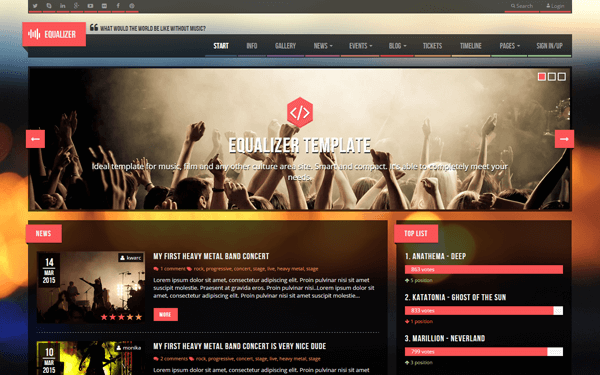 Search
Login
EQUALIZER
WHAT WOULD THE WORLD BE LIKE WITHOUT MUSIC?
START INFO GALLERY NEWS EVENTS BLOG TICKETS TIMELINE PAGES SIGN IN/UP
EQUALIZER TEMPLATE
Ideal template for music, film and any other culture area sites. Smart and compact. It's able to completely meet your
needs.
NEWS
14
MAR
2015
kwarc
MY FIRST HEAVY METAL BAND CONCERT
1 comment rock, progressive, concert, stage, live, heavy metal, stage
Lorem ipsum dolor sit amet, consectetur adipiscing elit. Proin pulvinar nisi sit amet
metus suscipit. Praesent at gravida eros. Proin pulvinar nisi sit amet
suscipit molestie...Lorem ipsum dolor sit
amet, consectetur adipiscing elit. Proin pulvinar nisi sit amet metus suscipit molestie...
MORE
10
MAR
2015
monika
MY FIRST HEAVY METAL BAND CONCERT IS VERY NICE DUDE
2 comments rock, progressive, concert, stage, live, heavy metal, stage
Lorem ipsum dolor sit amet, consectetur adipiscing elit. Proin pulvinar nisi sit amet
TOP LIST
1. ANATHEMA - DEEP
863 votes
5 position
2. KATATONIA - GHOST OF THE SUN
833 votes
1 position
3. MARILLION - NEVERLAND
799 votes
3 position